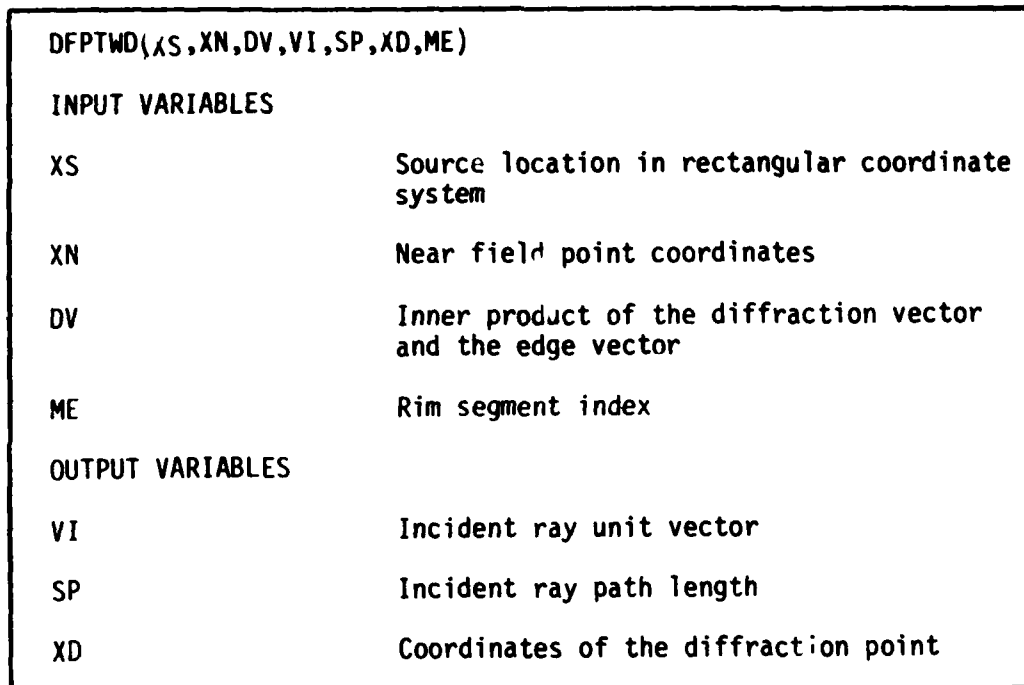 DFPTWD(XS,XN,DV,VI,SP,XD,ME)
INPUT VARIABLES
XS Source location in rectangular coordinate
system
XN Near field point coordinates
DV Inner product of the diffraction vector
and the edge vector
ME Rim segment index
OUTPUT VARIABLES
VI Incident ray unit vector
SP Incident ray path length
XD Coordinates of the diffraction point